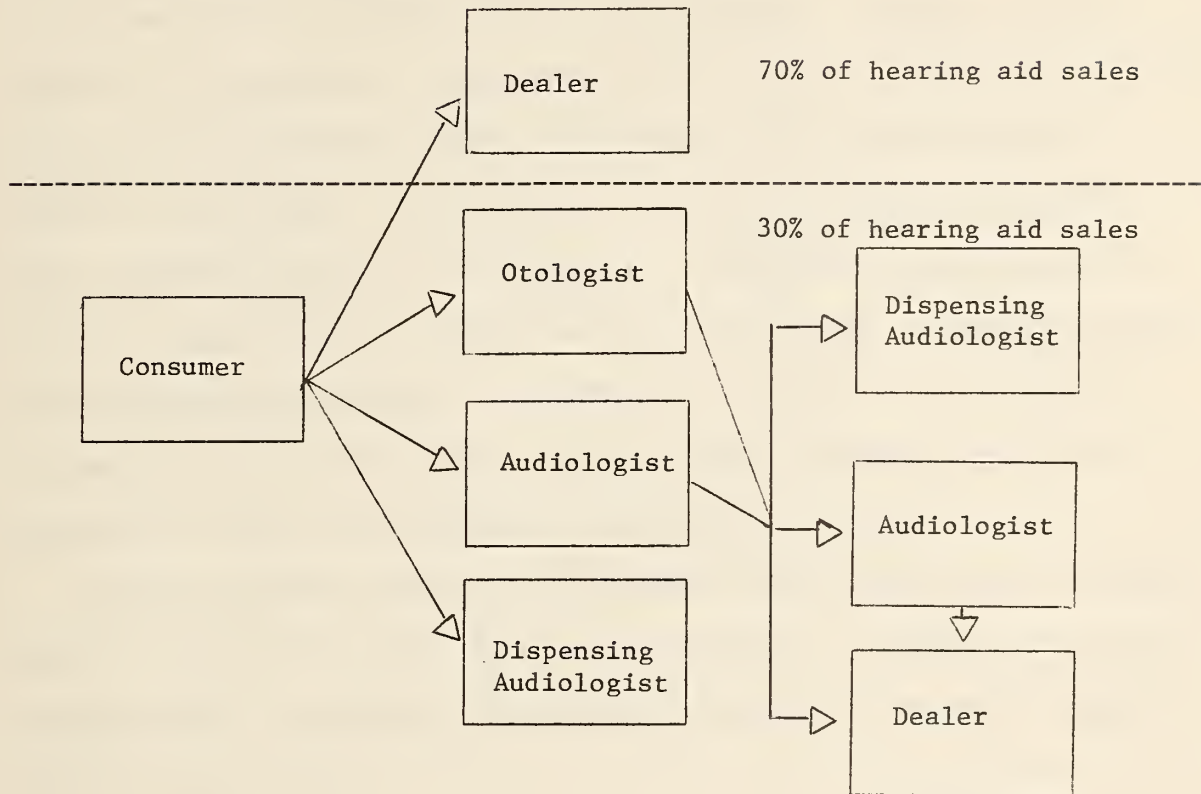 Dealer
70% of hearing aid sales
30% of hearing aid sales
Otologist
Dispensing
Audiologist
Consumer
Audiologist
Audiologist
Dispensing
Audiologist
Dealer